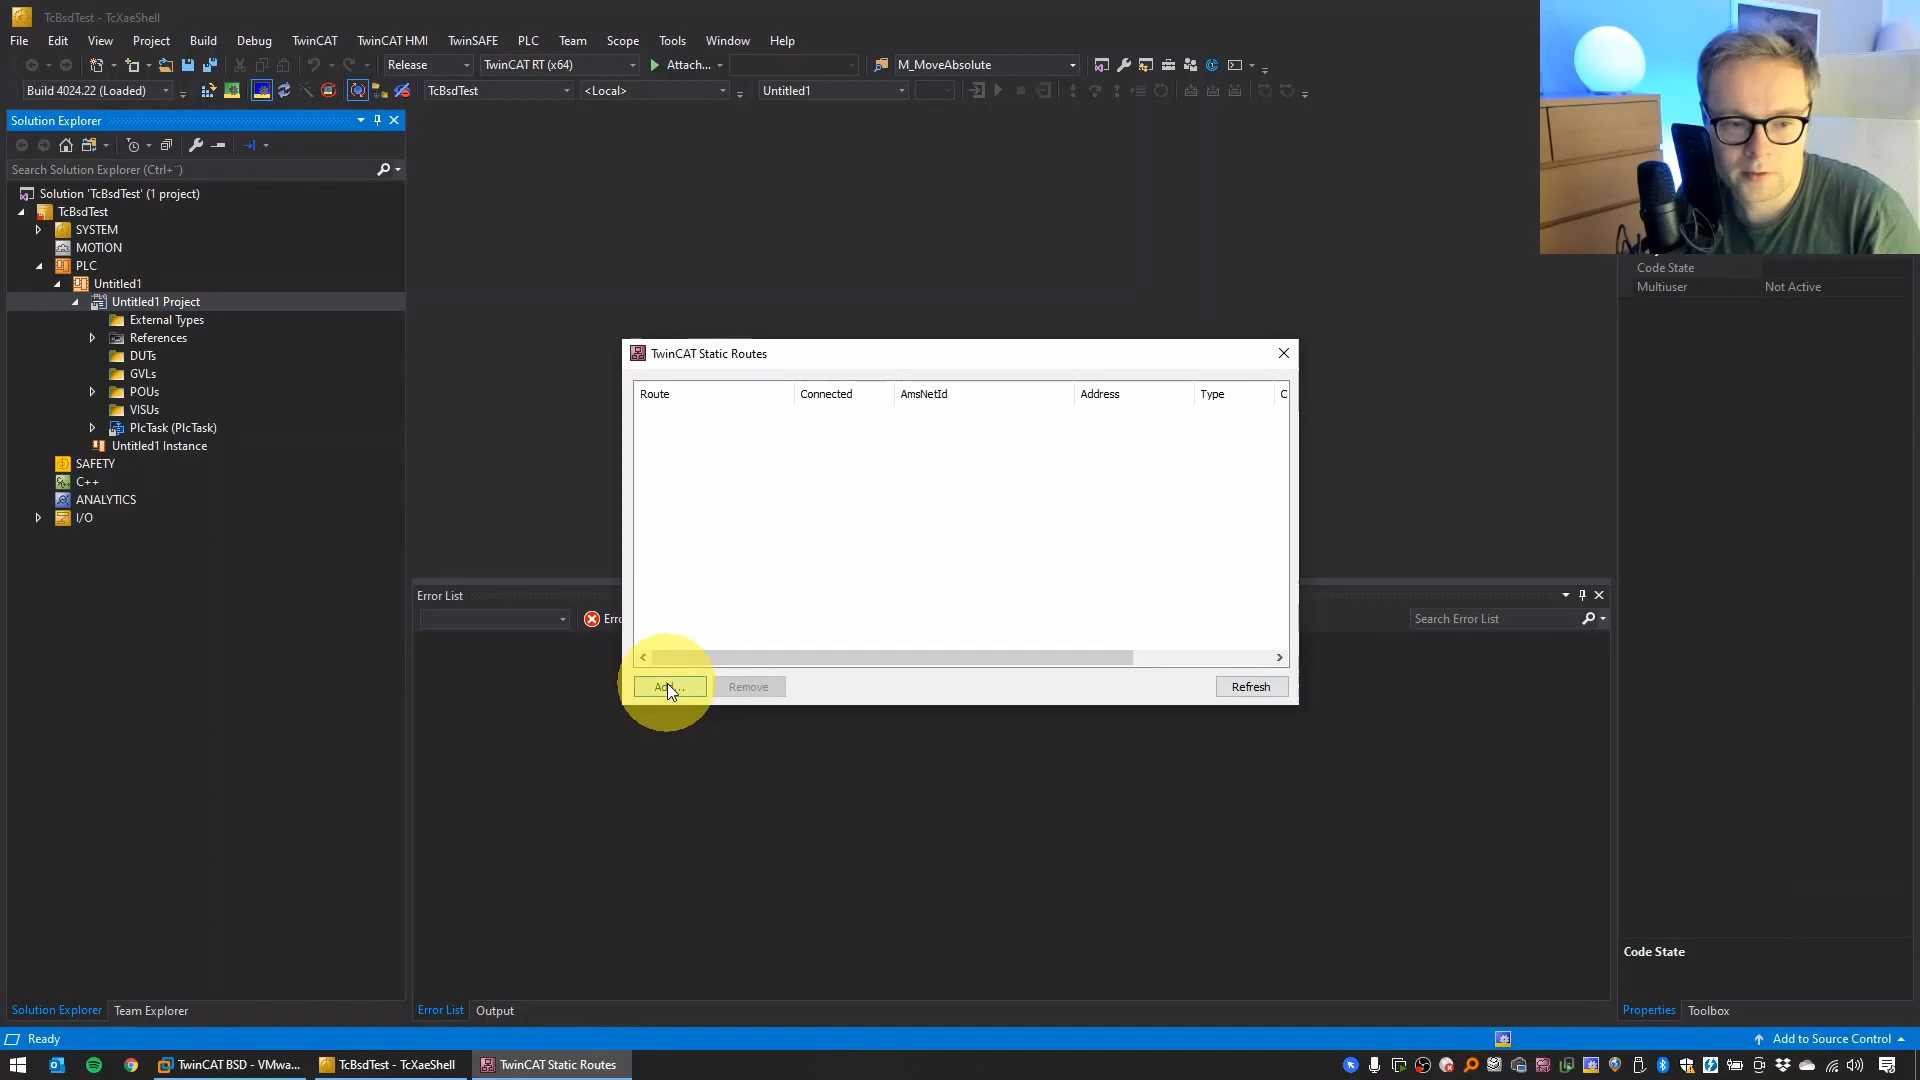 TcBsdTest - TcXaeShell
File Edit View Project Build Debug TwinCAT TwinCAT HMI TwinSAFE PLC Team Scope Tools Window Help
Release TwinCAT RT (x64) Attach... M_MoveAbsolute
Build 4024.22 (Loaded) TcBsdTest <Local> Untitled1
Solution Explorer
Search Solution Explorer (Ctrl+¨)
Solution 'TcBsdTest' (1 project)
TcBsdTest
SYSTEM
MOTION
PLC
Untitled1
Untitled1 Project
External Types
References
DUTs
GVLs
POUs
VISUs
PlcTask (PlcTask)
Untitled1 Instance
SAFETY
C++
ANALYTICS
I/O
Code State
Multiuser Not Active
TwinCAT Static Routes
Route Connected AmsNetId Address Type C
Add... Remove Refresh
Error List
Erro
Search Error List
Code State
Solution Explorer Team Explorer
Error List Output
Properties Toolbox
Ready
Add to Source Control
TwinCAT BSD - VMwa... TcBsdTest - TcXaeShell TwinCAT Static Routes